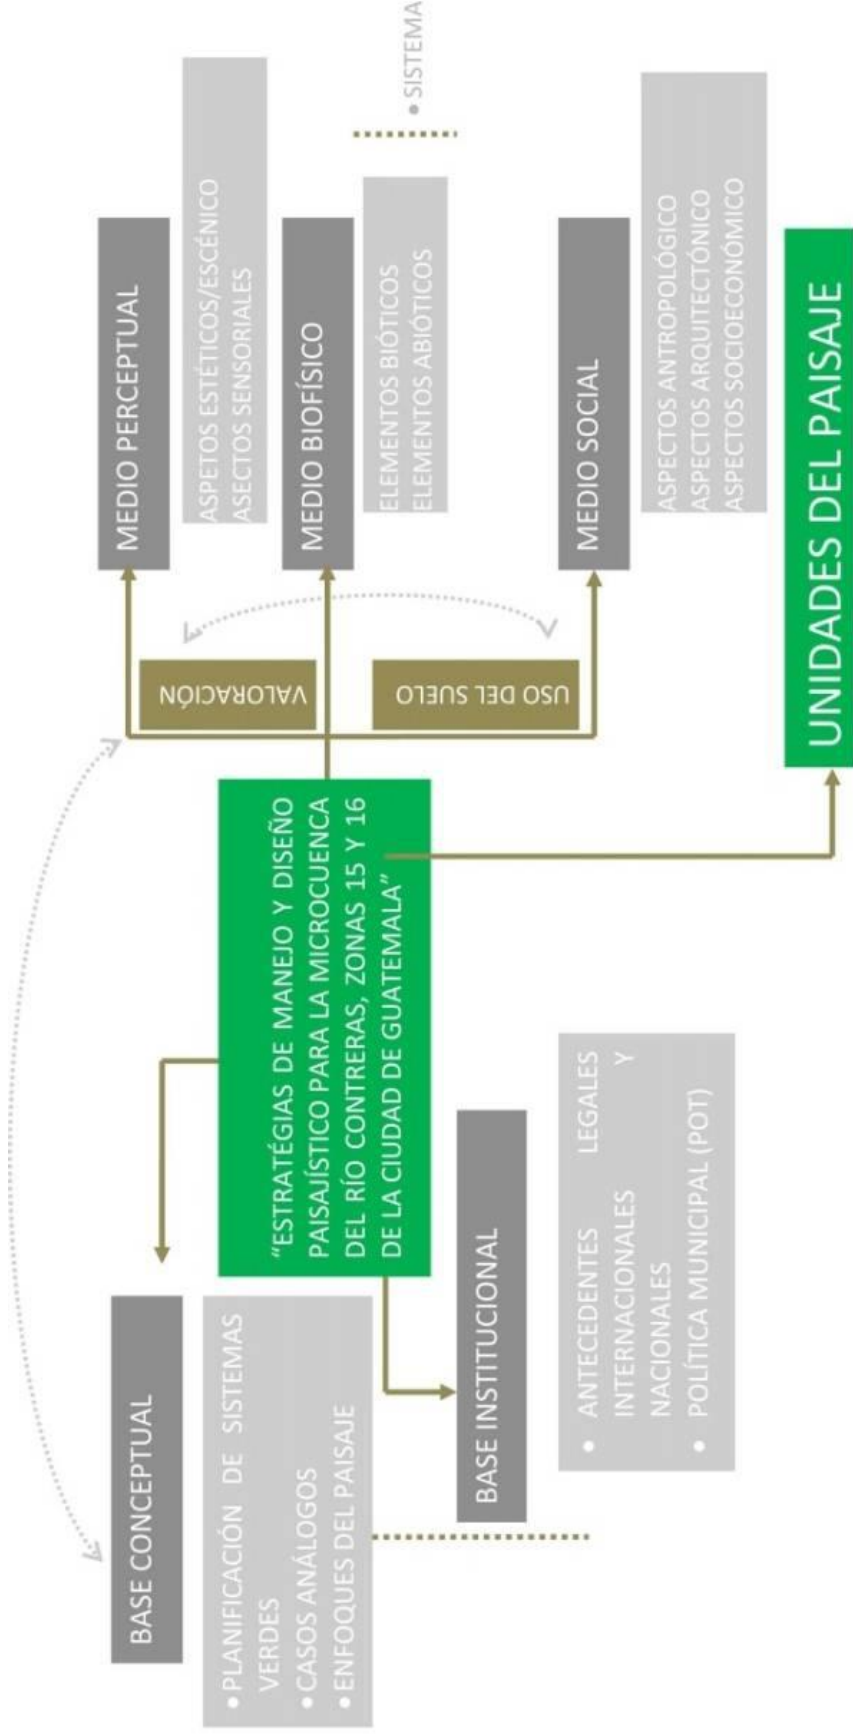 BASE CONCEPTUAL
• PLANIFICACIÓN DE SISTEMAS
VERDES
• CASOS ANÁLOGOS
• ENFOQUES DEL PAISAJE
BASE INSTITUCIONAL
• ANTECEDENTES LEGALES
INTERNACIONALES Y
NACIONALES
• POLÍTICA MUNICIPAL (POT)
"ESTRATÉGIAS DE MANEJO Y DISEÑO
PAISAJÍSTICO PARA LA MICROCUENCA
DEL RÍO CONTRERAS, ZONAS 15 Y 16
DE LA CIUDAD DE GUATEMALA"
VALORACIÓN
USO DEL SUELO
MEDIO PERCEPTUAL
ASPETOS ESTÉTICOS/ESCÉNICO
ASECTOS SENSORIALES
MEDIO BIOFÍSICO
ELEMENTOS BIÓTICOS
ELEMENTOS ABIÓTICOS
• SISTEMA
MEDIO SOCIAL
ASPECTOS ANTROPOLÓGICO
ASPECTOS ARQUITECTÓNICO
ASPECTOS SOCIOECONÓMICO
UNIDADES DEL PAISAJE